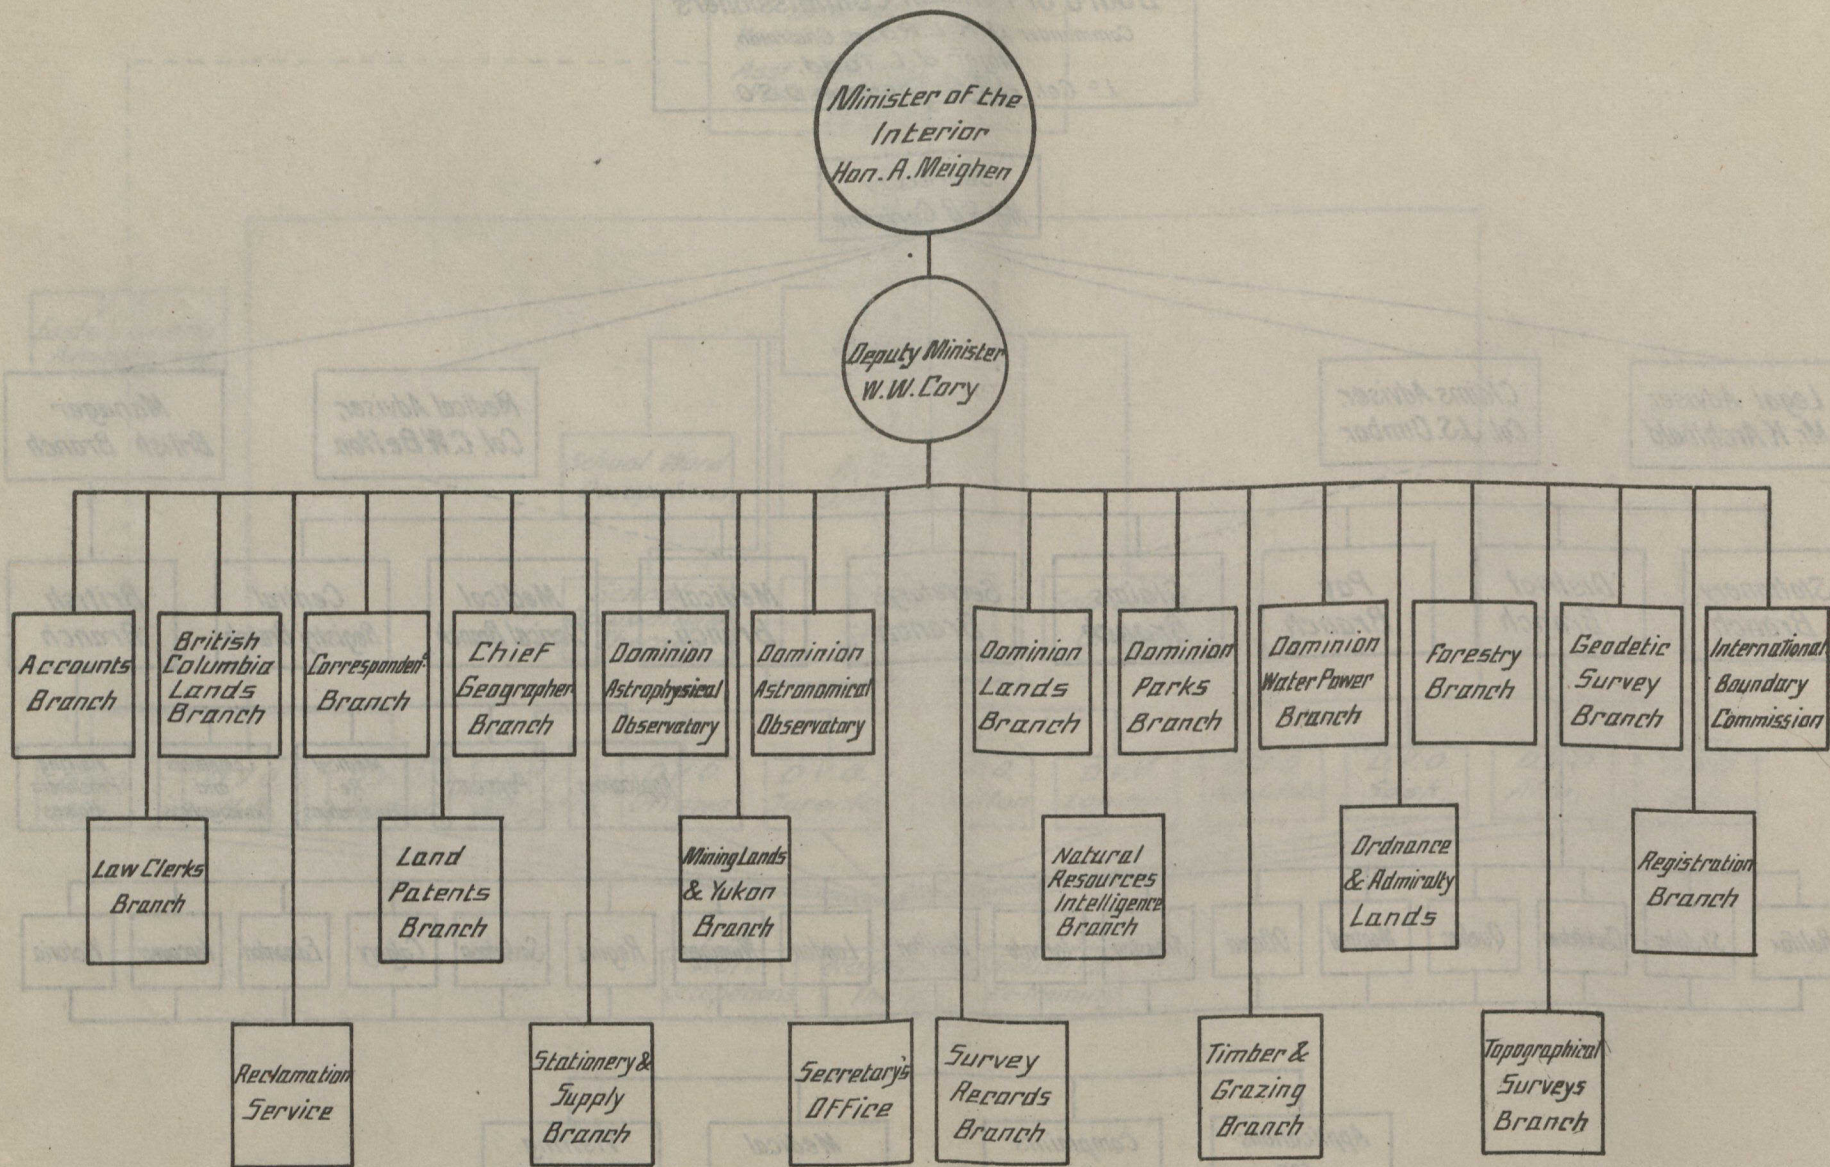 Minister of the
Interior
Hon. A. Meighen
Deputy Minister
W.W. Cory
Accounts
Branch
British
Columbia
Lands
Branch
Correspondence
Branch
Chief
Geographer
Branch
Dominion
Astrophysical
Observatory
Dominion
Astronomical
Observatory
Dominion
Lands
Branch
Dominion
Parks
Branch
Dominion
Water Power
Branch
Forestry
Branch
Geodetic
Survey
Branch
International
Boundary
Commission
Law Clerks
Branch
Land
Patents
Branch
Mining Lands
& Yukon
Branch
Natural
Resources
Intelligence
Branch
Ordnance
& Admiralty
Lands
Registration
Branch
Reclamation
Service
Stationery &
Supply
Branch
Secretary's
Office
Survey
Records
Branch
Timber &
Grazing
Branch
Topographical
Surveys
Branch